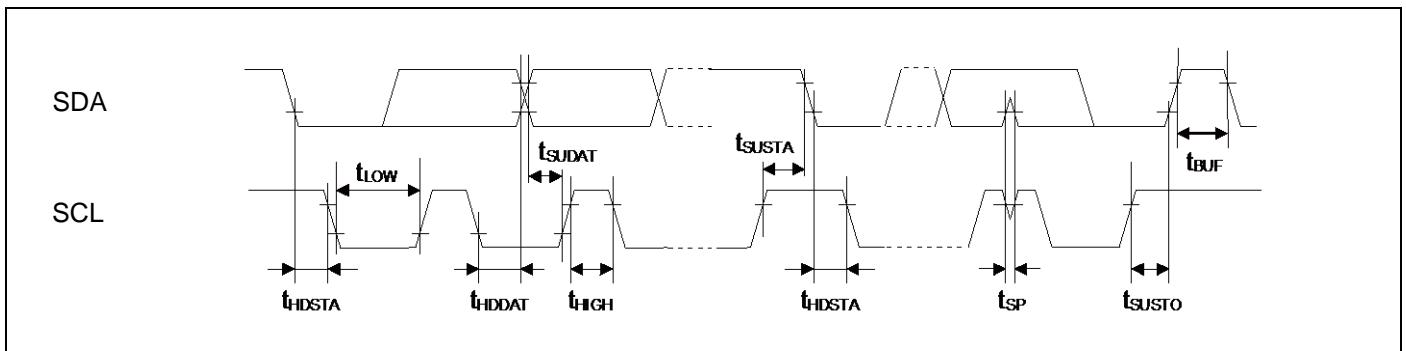 SDA
tSUDAT
tSUSTA
tBUF
tLOW
SCL
tHDSTA
tHDDAT
tHIGH
tHDSTA
tSP
tSUSTO